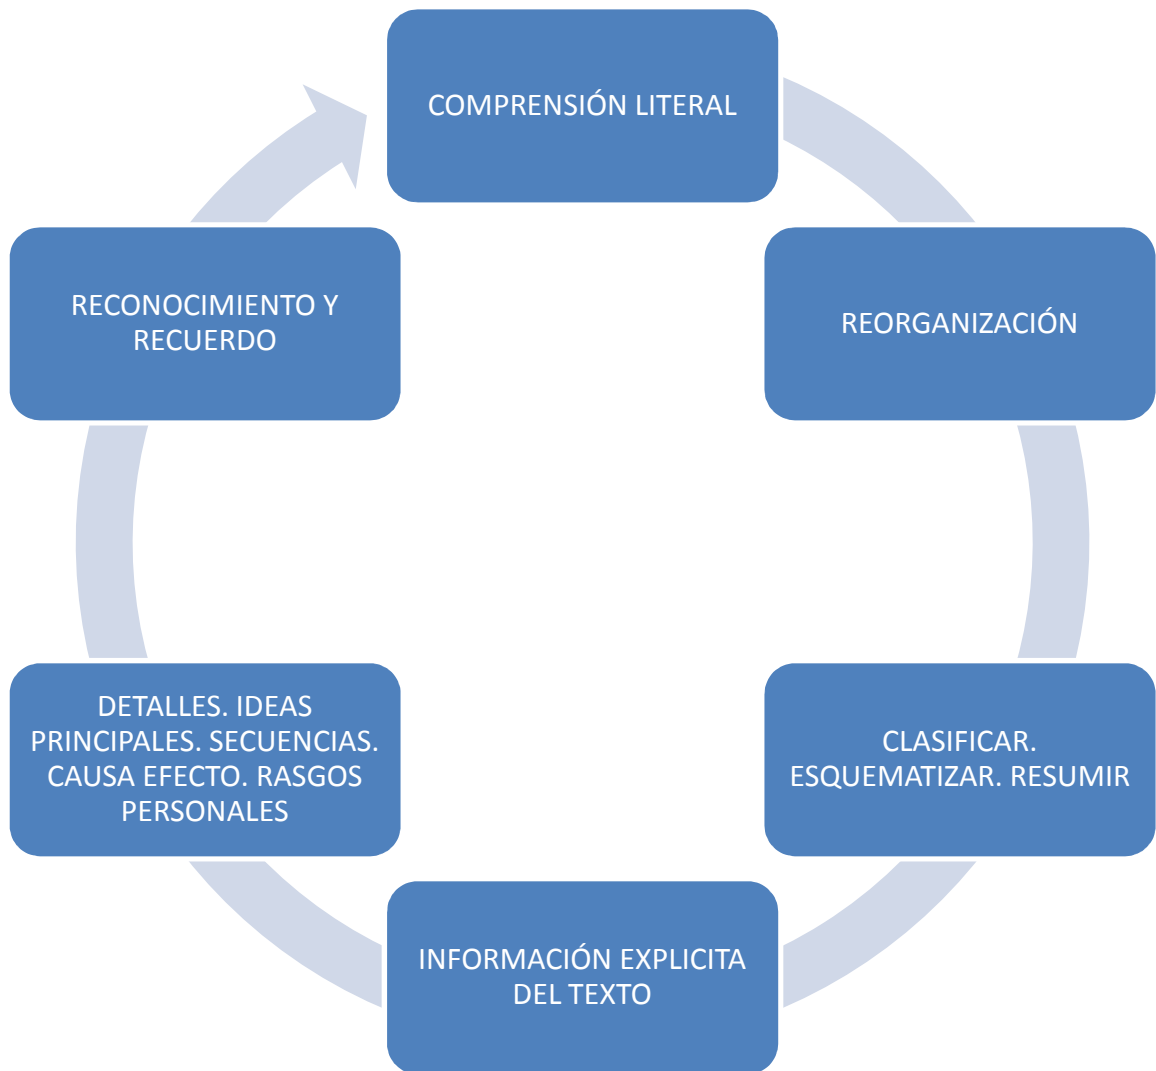 COMPRENSIÓN LITERAL
REORGANIZACIÓN
CLASIFICAR.
ESQUEMATIZAR. RESUMIR
INFORMACIÓN EXPLICITA
DEL TEXTO
DETALLES. IDEAS
PRINCIPALES. SECUENCIAS.
CAUSA EFECTO. RASGOS
PERSONALES
RECONOCIMIENTO Y
RECUERDO